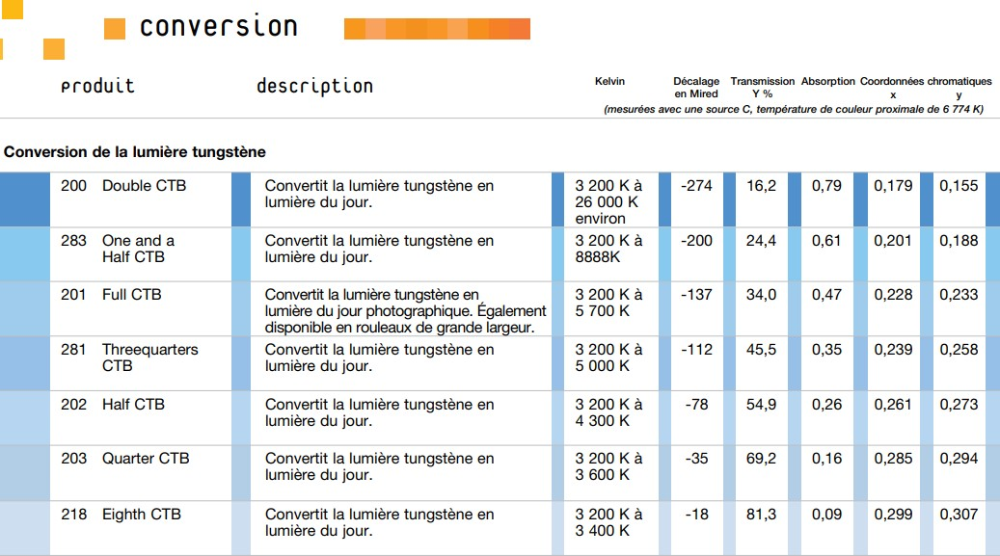 conversion
produit description Kelvin Décalage en Mired Transmission Y % Absorption Coordonnées chromatiques x y
(mesurées avec une source C, température de couleur proximale de 6 774 K)
Conversion de la lumière tungstène
200 Double CTB Convertit la lumière tungstène en 3 200 K à -274 16,2 0,79 0,179 0,155
lumière du jour. 26 000 K
environ
283 One and a Convertit la lumière tungstène en 3 200 K à -200 24,4 0,61 0,201 0,188
Half CTB lumière du jour. 8888K
201 Full CTB Convertit la lumière tungstène en 3 200 K à -137 34,0 0,47 0,228 0,233
lumière du jour photographique. Également 5 700 K
disponible en rouleaux de grande largeur.
281 Threequarters Convertit la lumière tungstène en 3 200 K à -112 45,5 0,35 0,239 0,258
CTB lumière du jour. 5 000 K
202 Half CTB Convertit la lumière tungstène en 3 200 K à -78 54,9 0,26 0,261 0,273
lumière du jour. 4 300 K
203 Quarter CTB Convertit la lumière tungstène en 3 200 K à -35 69,2 0,16 0,285 0,294
lumière du jour. 3 600 K
218 Eighth CTB Convertit la lumière tungstène en 3 200 K à -18 81,3 0,09 0,299 0,307
lumière du jour. 3 400 K